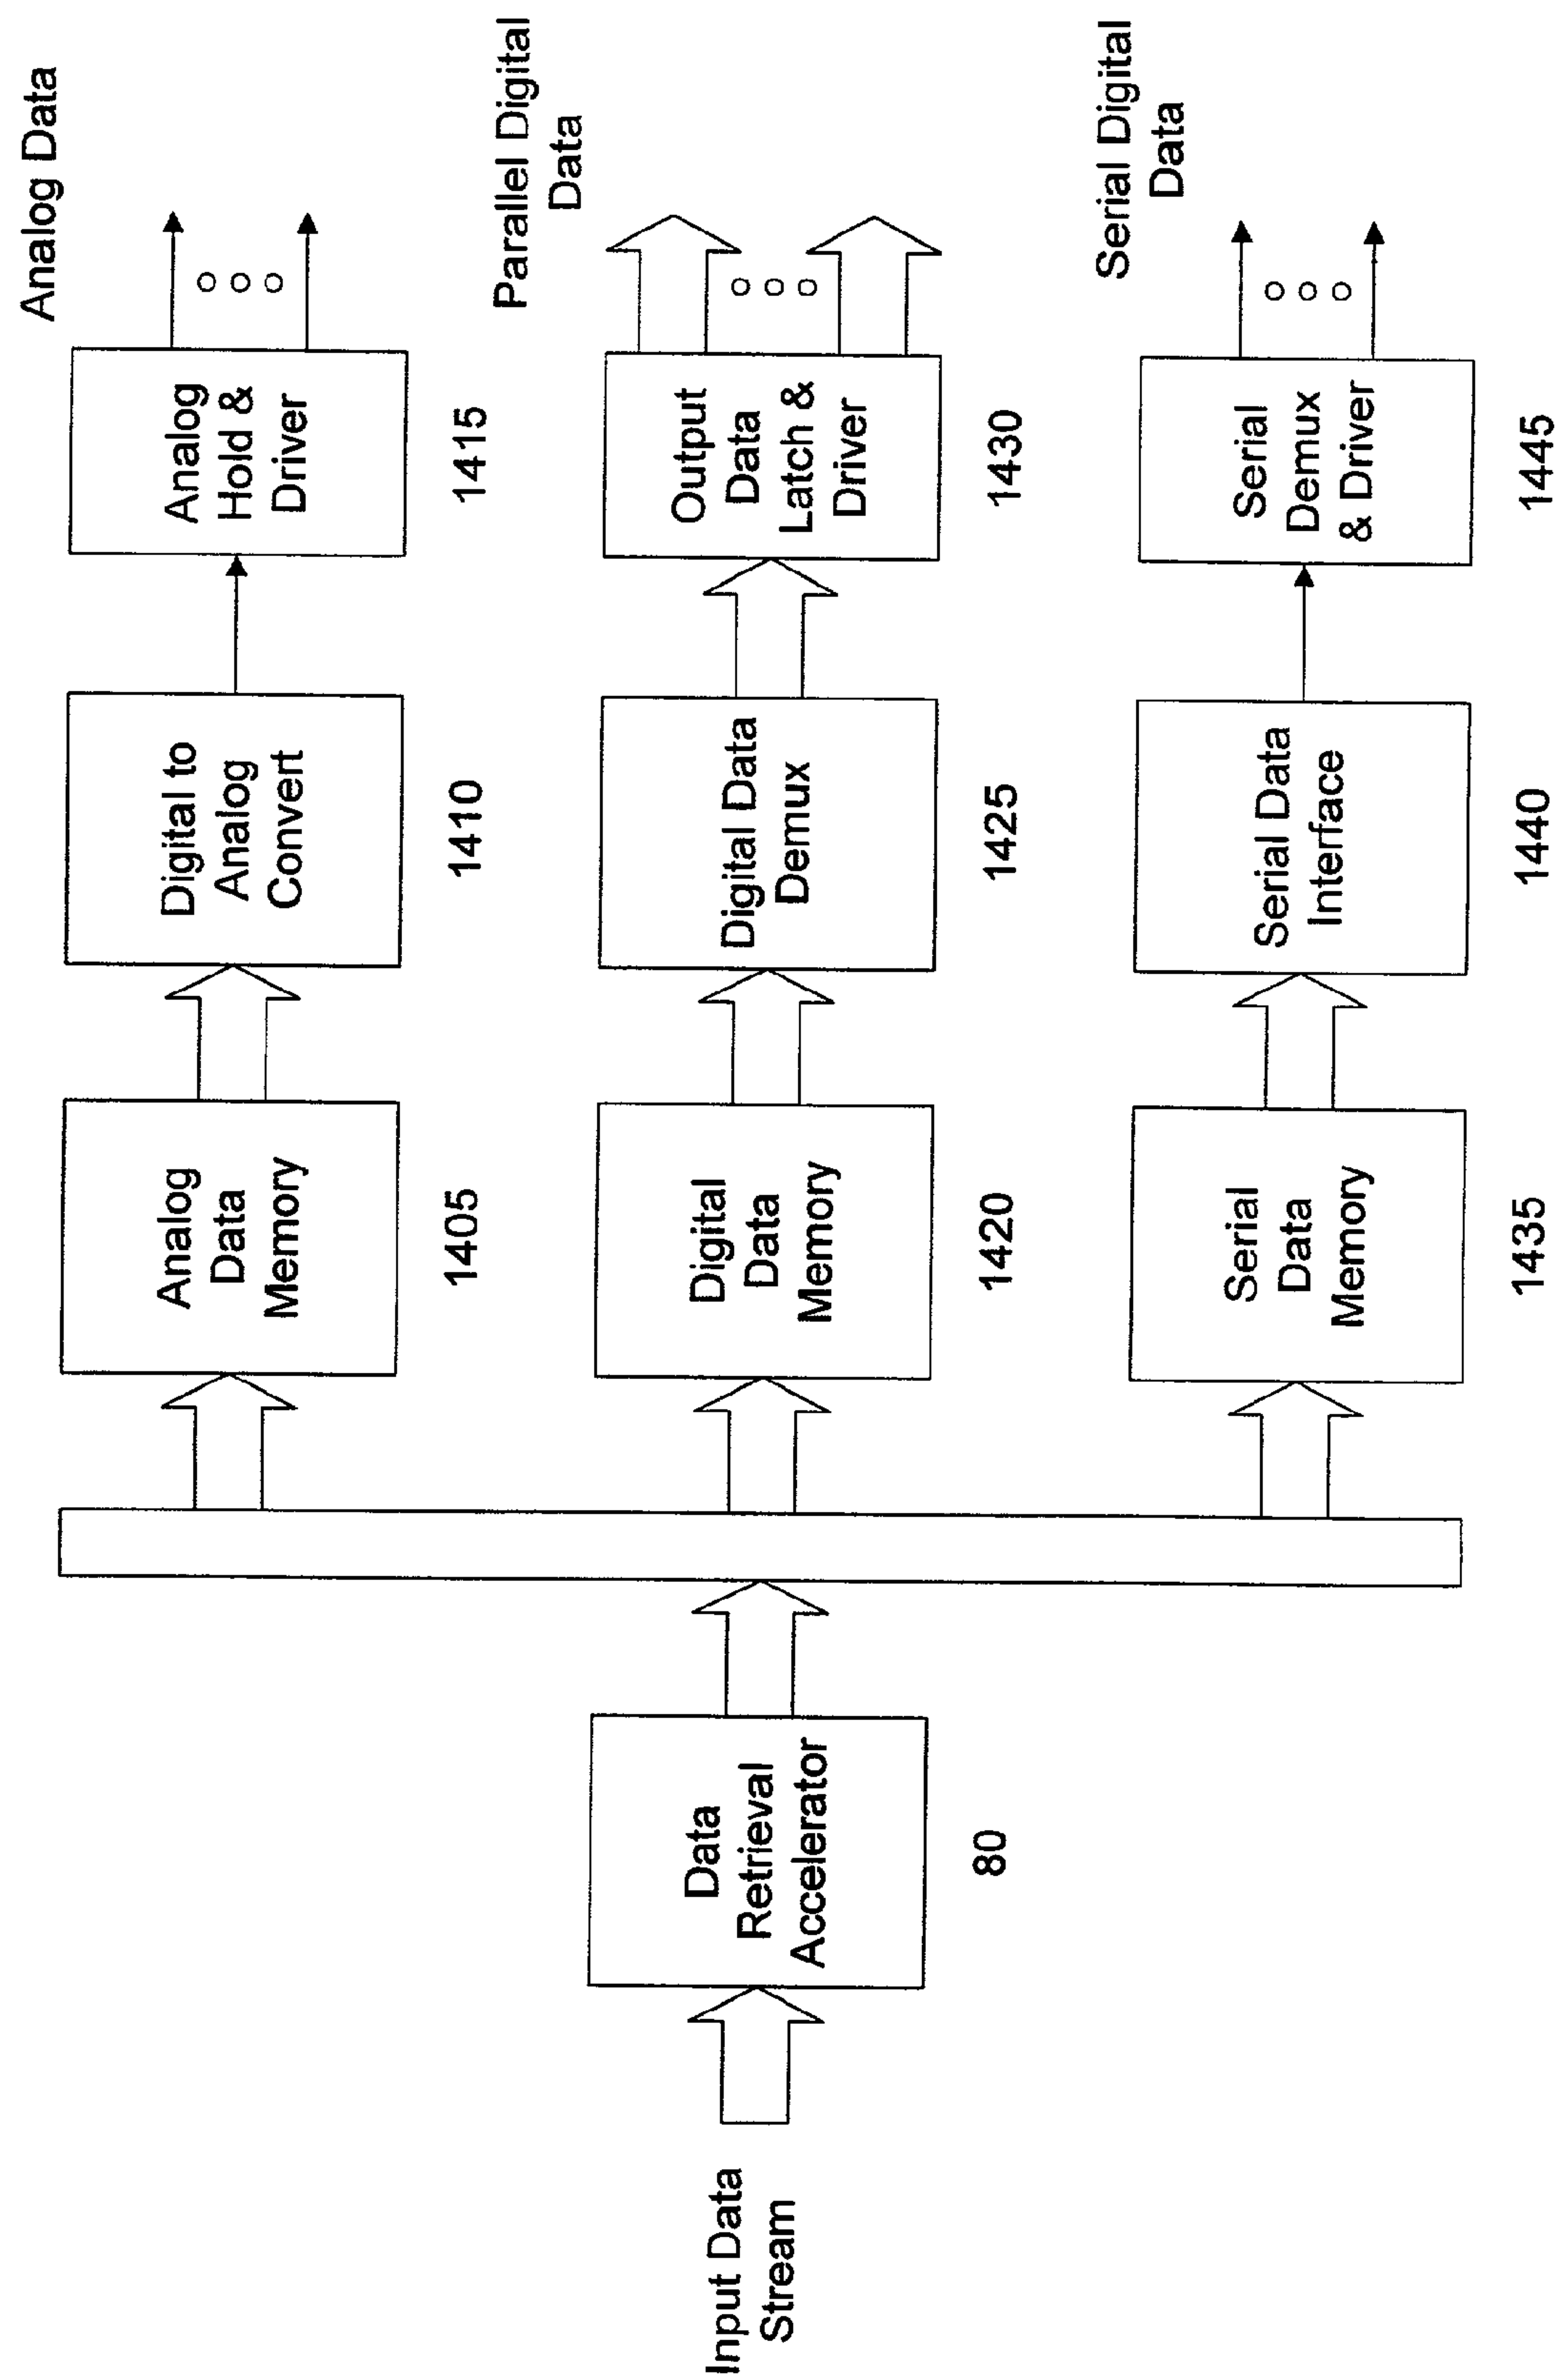 Input Data
Stream
Data
Retrieval
Accelerator
80
Analog
Data
Memory
1405
Digital to
Analog
Convert
1410
Analog
Hold &
Driver
1415
Analog Data
Digital
Data
Memory
1420
Digital Data
Demux
1425
Output
Data
Latch &
Driver
1430
Parallel Digital
Data
Serial
Data
Memory
1435
Serial Data
Interface
1440
Serial
Demux
& Driver
1445
Serial Digital
Data